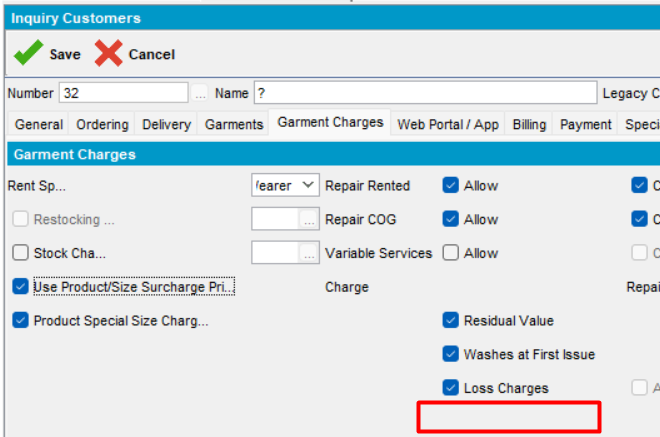 Inquiry Customers
Save Cancel
Number 32 ... Name ? Legacy C
General Ordering Delivery Garments Garment Charges Web Portal / App Billing Payment Speci
Garment Charges
Rent Sp... /earer Repair Rented Allow C
Restocking ... ... Repair COG Allow C
Stock Cha... ... Variable Services Allow C
Use Product/Size Surcharge Pri... Charge Repai
Product Special Size Charg... Residual Value
Washes at First Issue
Loss Charges A